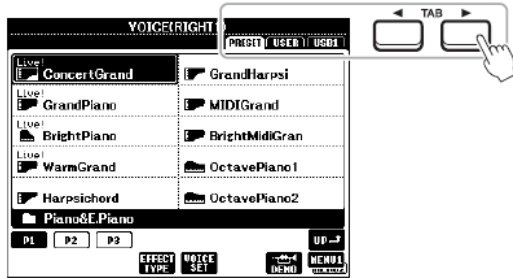 VOICE(RIGHT1)
PRESET USER USB1
TAB
Live!
ConcertGrand
GrandHarpsi
Live!
GrandPiano
MIDIGrand
Live!
BrightPiano
BrightMidiGran
Live!
WarmGrand
OctavePiano1
Harpsichord
OctavePiano2
Piano&E.Piano
P1 P2 P3
UP
EFFECT TYPE
VOICE SET
DEMO
MENU1
MENU2